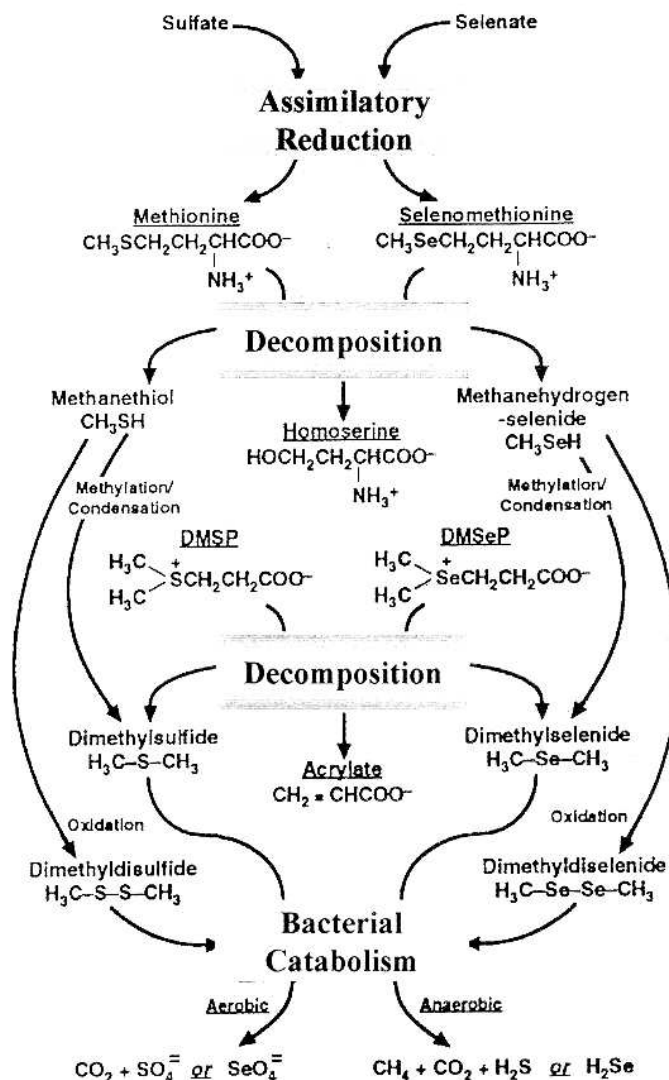 Sulfate Selenate
Assimilatory
Reduction
Methionine Selenomethionine
CH₃SCH₂CH₂CHCOO⁻ CH₃SeCH₂CH₂CHCOO⁻
NH₃⁺ NH₃⁺
Decomposition
Methanethiol
CH₃SH
Methanehydrogen
-selenide
CH₃SeH
Homoserine
HOCH₂CH₂CHCOO⁻
NH₃⁺
Methylation/
Condensation
Methylation/
Condensation
DMSP
H₃C
H₃C
+
SCH₂CH₂COO⁻
DMSeP
H₃C
H₃C
+
SeCH₂CH₂COO⁻
Decomposition
Dimethylsulfide
H₃C–S–CH₃
Dimethylselenide
H₃C–Se–CH₃
Acrylate
CH₂ = CHCOO⁻
Oxidation Oxidation
Dimethyldisulfide
H₃C–S–S–CH₃
Dimethyldiselenide
H₃C–Se–Se–CH₃
Bacterial
Catabolism
Aerobic Anaerobic
CO₂ + SO₄⁼ or SeO₄⁼ CH₄ + CO₂ + H₂S or H₂Se